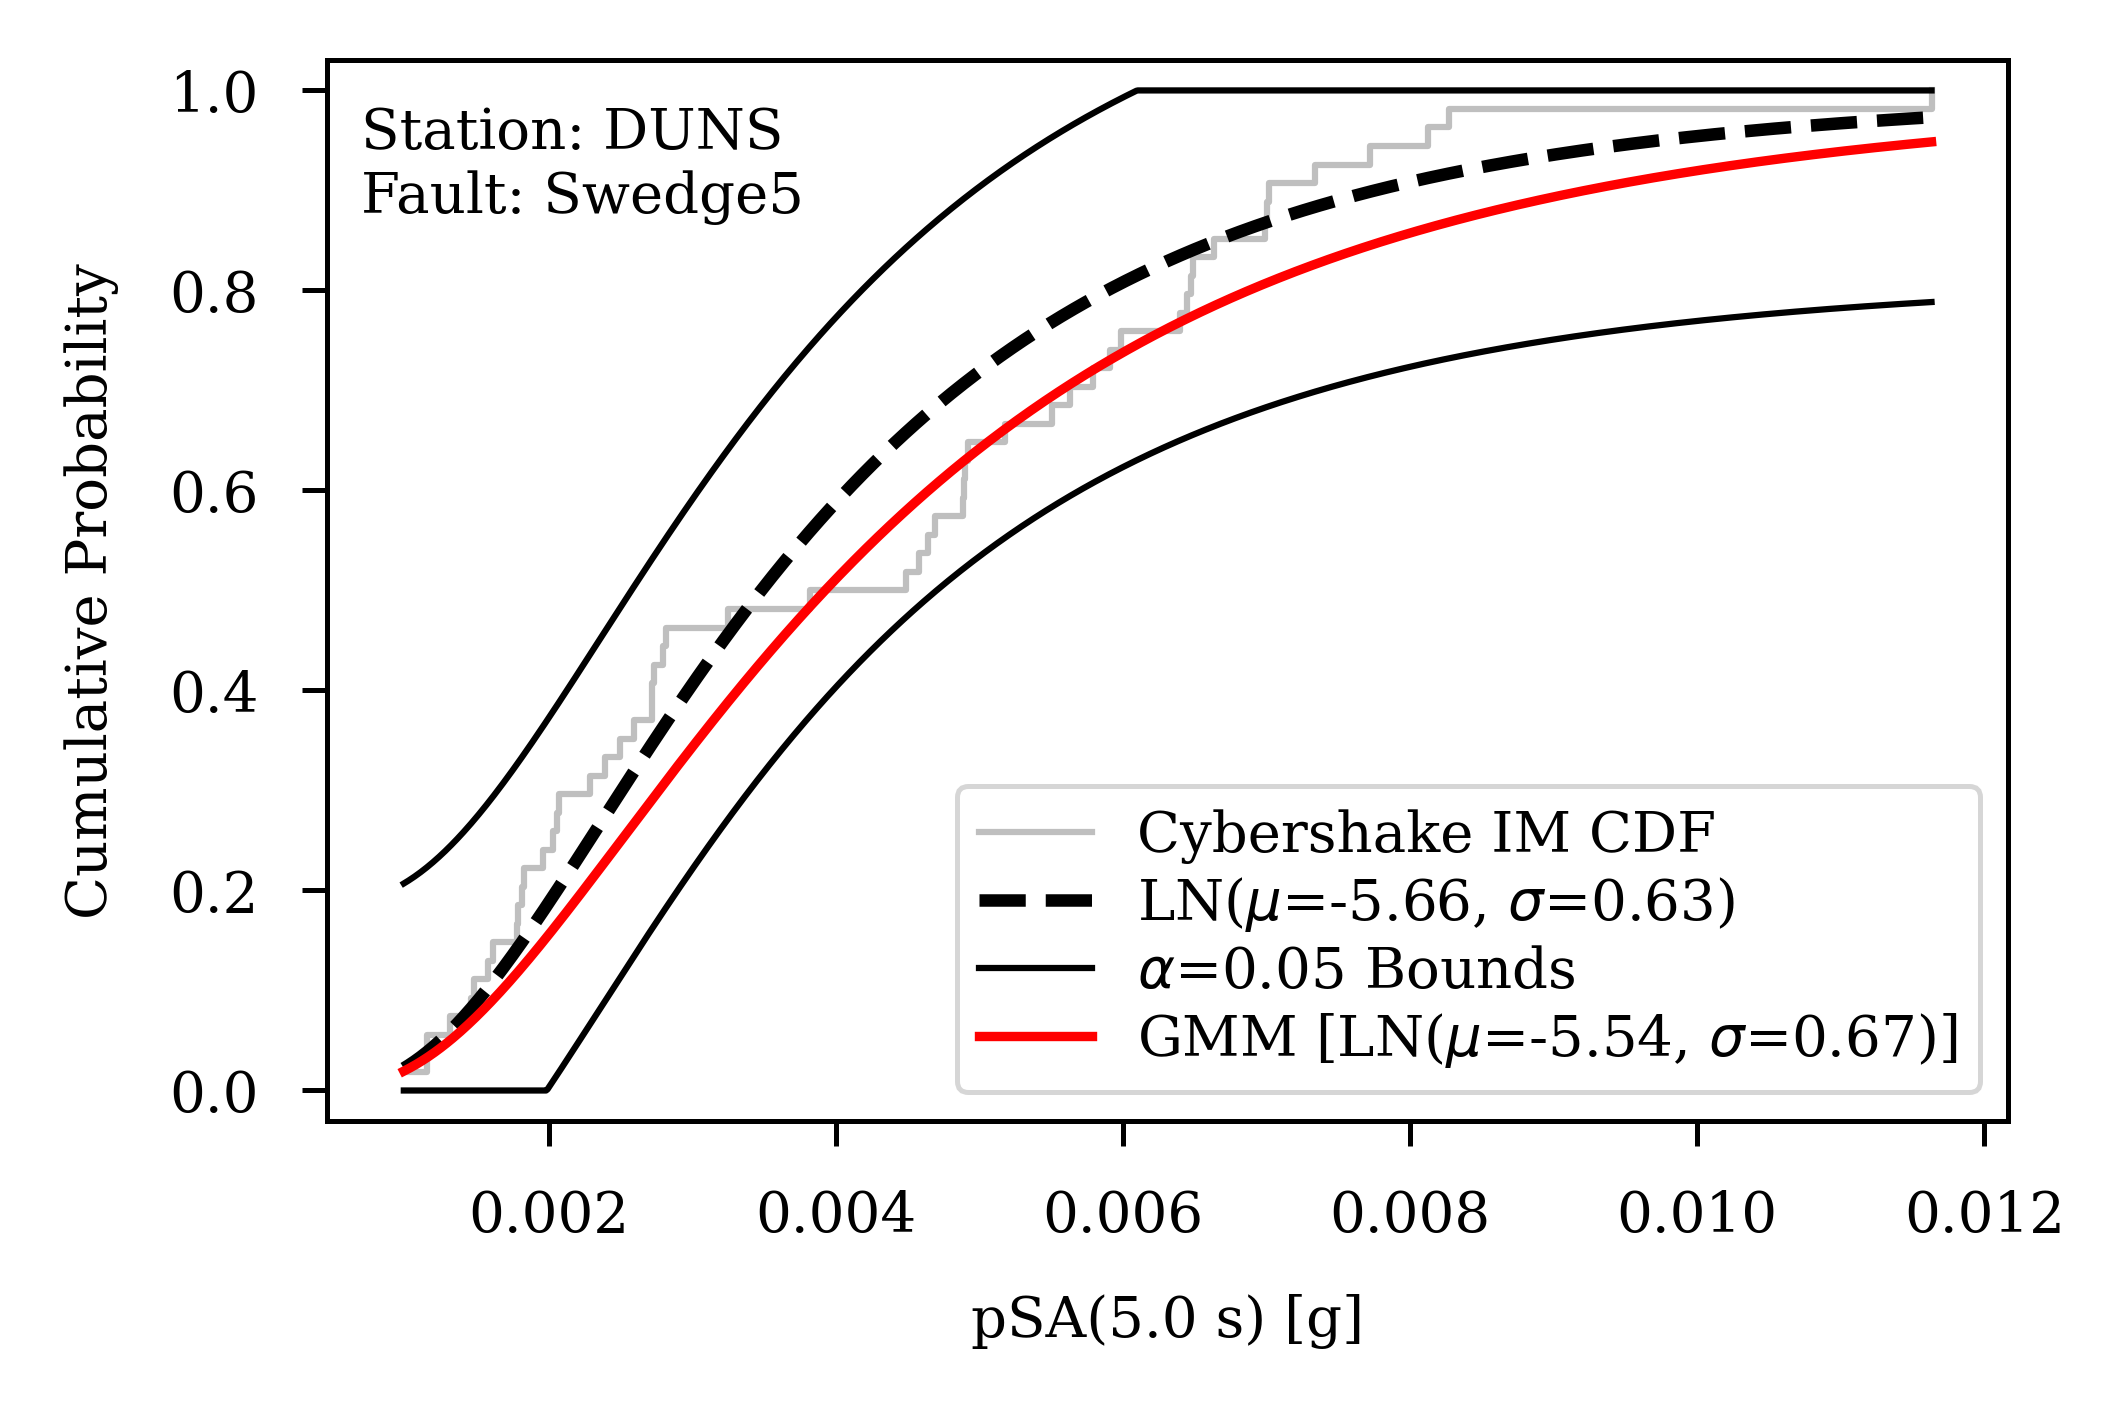 Station: DUNS
Fault: Swedge5
1.0
0.8
0.6
0.4
0.2
0.0
Cumulative Probability
Cybershake IM CDF
LN(μ=-5.66, σ=0.63)
α=0.05 Bounds
GMM [LN(μ=-5.54, σ=0.67)]
0.002 0.004 0.006 0.008 0.010 0.012
pSA(5.0 s) [g]